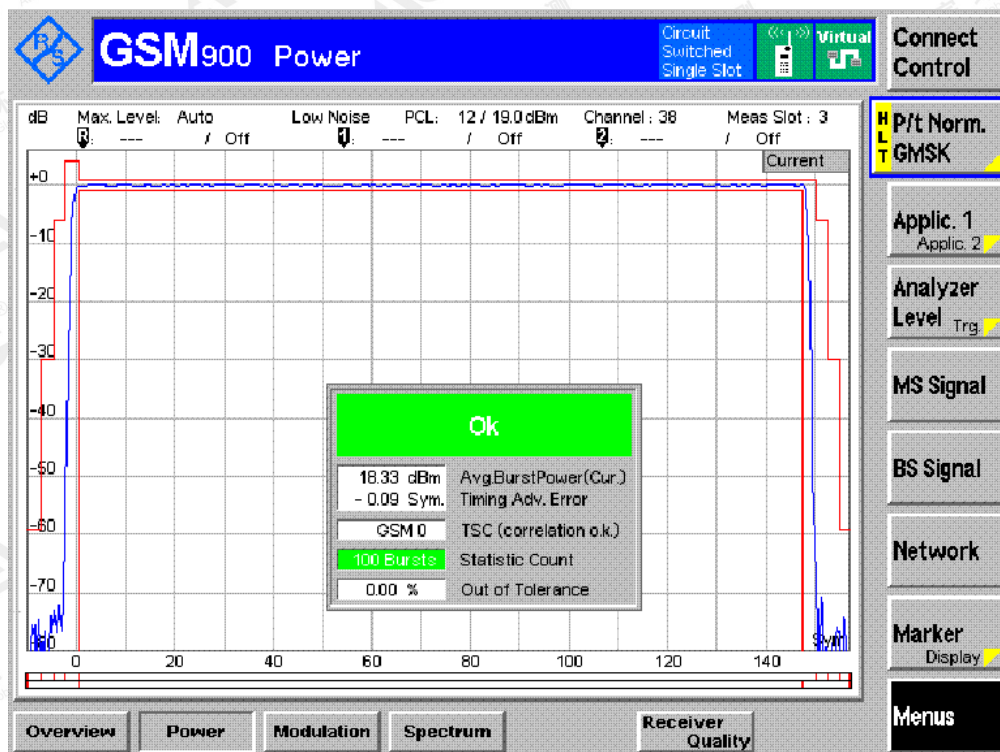 R/S
GSM900 Power
Circuit
Switched
Single Slot
Virtual
Connect
Control
dB Max. Level: Auto Low Noise PCL: 12 / 19.0 dBm Channel : 38 Meas Slot : 3
R: --- / Off 1: --- / Off 2: --- / Off
Current
HLT
P/t Norm.
GMSK
Applic. 1
Applic. 2
Analyzer
Level Trg.
MS Signal
BS Signal
Network
Marker
Display
Menus
+0
-10
-20
-30
-40
-50
-60
-70
-80
Ok
18.33 dBm Avg.BurstPower(Cur.)
- 0.09 Sym. Timing Adv. Error
GSM 0 TSC (correlation o.k.)
100 Bursts Statistic Count
0.00 % Out of Tolerance
Sym
0 20 40 60 80 100 120 140
Overview Power Modulation Spectrum Receiver
Quality